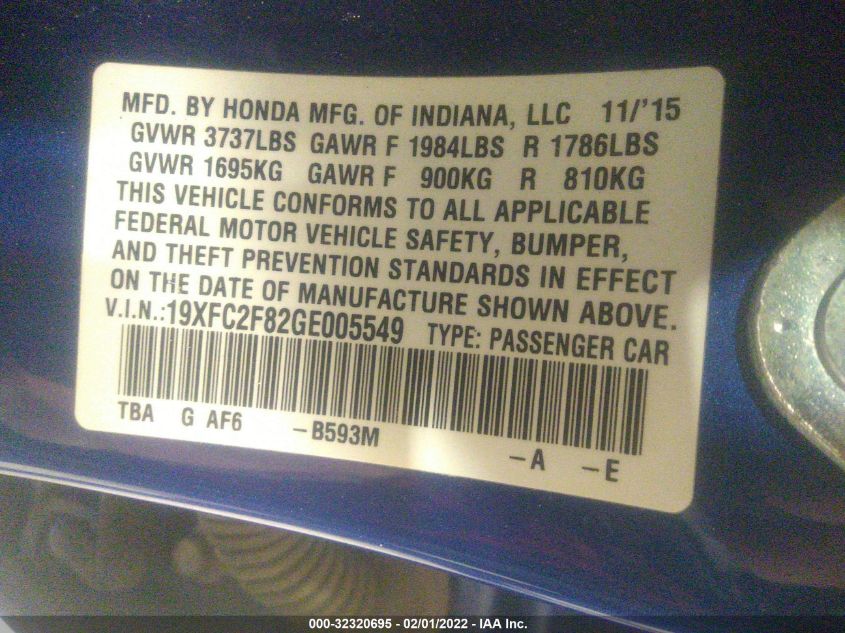 MFD. BY HONDA MFG. OF INDIANA, LLC 11/'15
GVWR 3737LBS GAWR F 1984LBS R 1786LBS
GVWR 1695KG GAWR F 900KG R 810KG
THIS VEHICLE CONFORMS TO ALL APPLICABLE
FEDERAL MOTOR VEHICLE SAFETY, BUMPER,
AND THEFT PREVENTION STANDARDS IN EFFECT
ON THE DATE OF MANUFACTURE SHOWN ABOVE.
V.I.N.:19XFC2F82GE005549 TYPE: PASSENGER CAR
TBA G AF6 -B593M -A -E
000-32320695 - 02/01/2022 - IAA Inc.